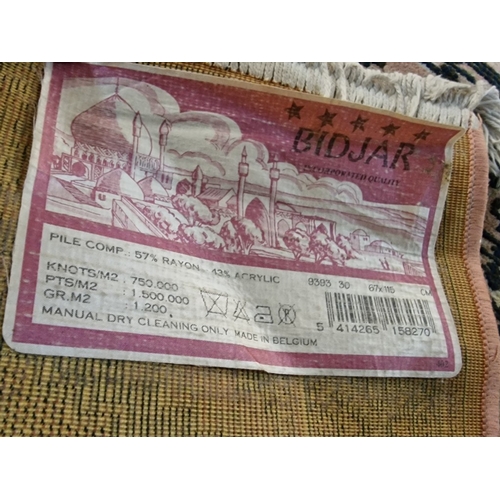 BIDJAR
PILE COMP : 57% RAYON 43% ACRYLIC
KNOTS/M2 : 750.000
PTS/M2 : 1.500.000
GR.M2 : 1.200
MANUAL DRY CLEANING ONLY MADE IN BELGIUM
9393 30 67x115
5 414265 158270